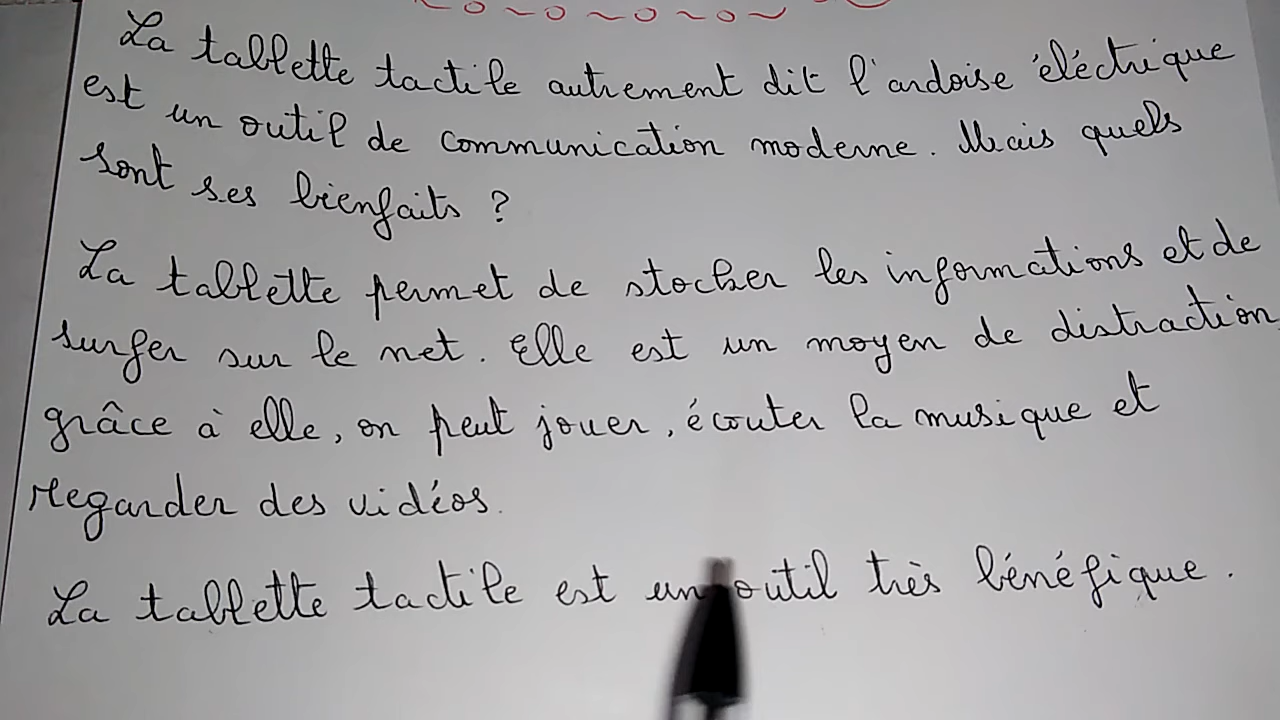 La tablette tactile autrement dit l'ardoise éléctrique
est un outil de communication moderne. Mais quels
sont ses bienfaits ?
La tablette permet de stocker les informations et de
surfer sur le net. Elle est un moyen de distraction
grâce à elle, on peut jouer, écouter la musique et
regarder des vidéos.
La tablette tactile est un outil très bénéfique.